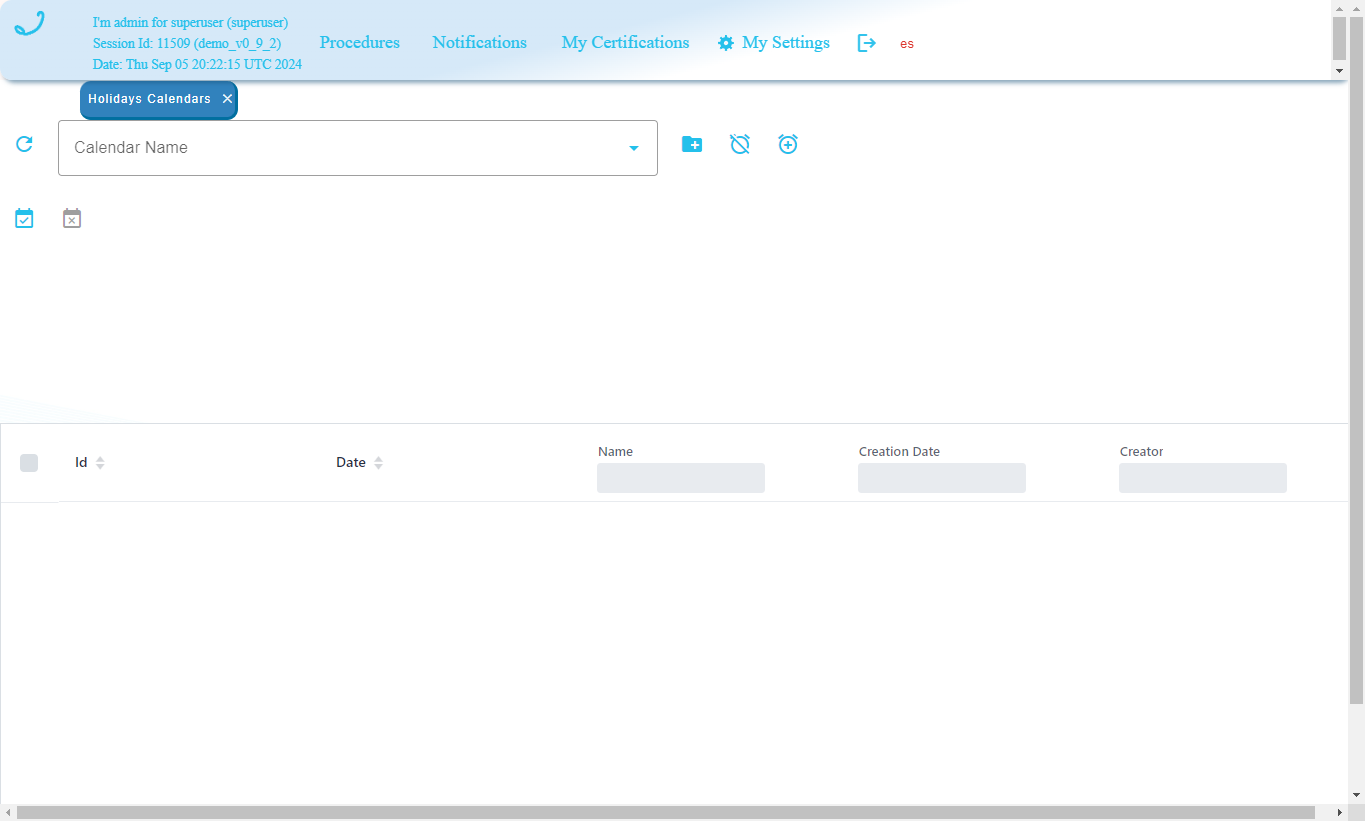 I'm admin for superuser (superuser)
Session Id: 11509 (demo_v0_9_2)
Date: Thu Sep 05 20:22:15 UTC 2024
Procedures
Notifications
My Certifications
My Settings
es
Holidays Calendars
Calendar Name
Id
Date
Name
Creation Date
Creator